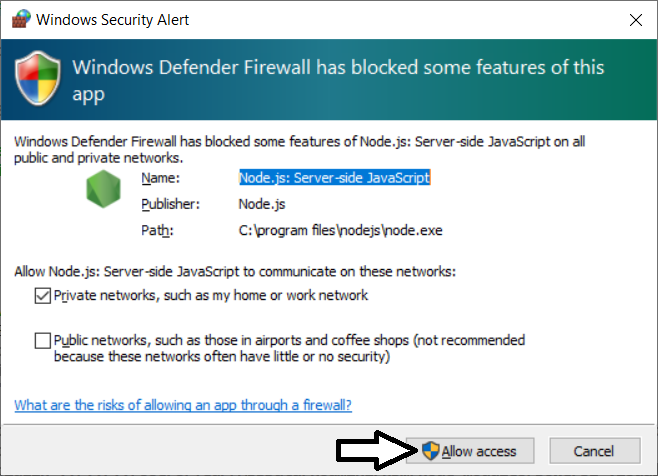 Windows Security Alert
Windows Defender Firewall has blocked some features of this
app
Windows Defender Firewall has blocked some features of Node.js: Server-side JavaScript on all
public and private networks.
Name: Node.js: Server-side JavaScript
Publisher: Node.js
Path: C:\program files\nodejs\node.exe
Allow Node.js: Server-side JavaScript to communicate on these networks:
Private networks, such as my home or work network
Public networks, such as those in airports and coffee shops (not recommended
because these networks often have little or no security)
What are the risks of allowing an app through a firewall?
Allow access
Cancel